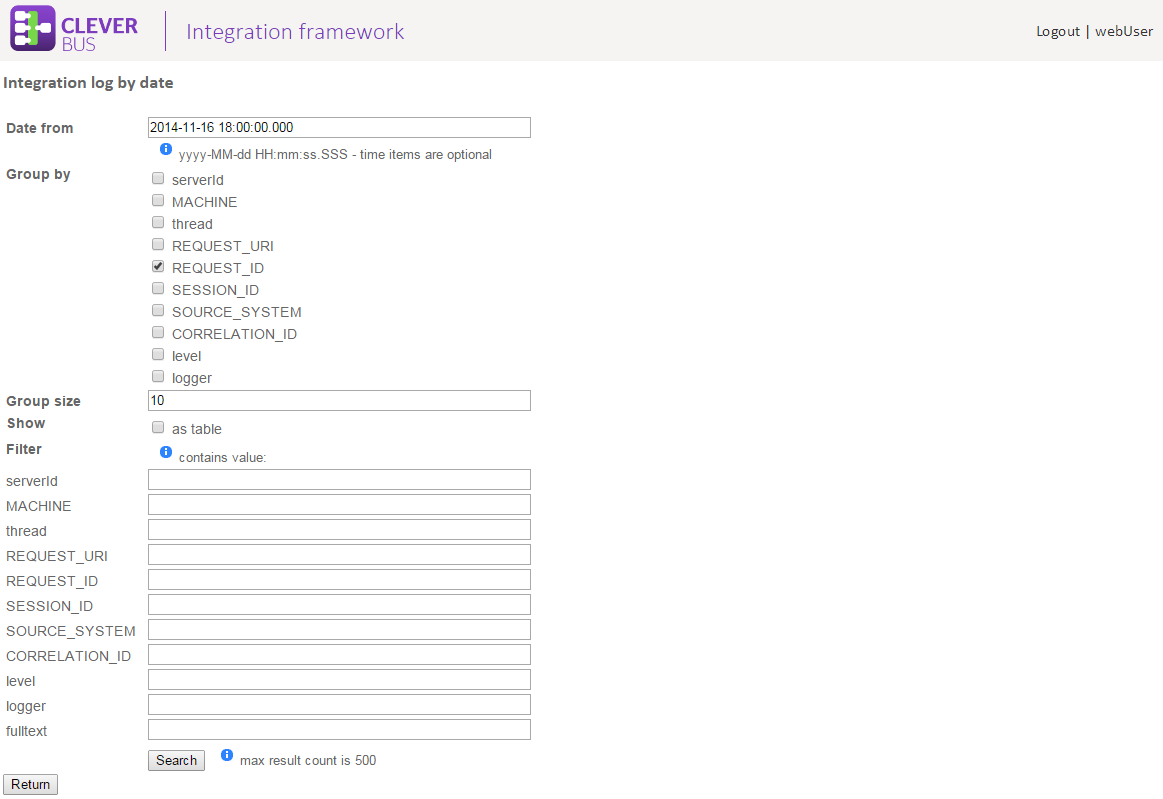 CLEVER
BUS
Integration framework
Logout | webUser
Integration log by date
Date from 2014-11-16 18:00:00.000
yyyy-MM-dd HH:mm:ss.SSS - time items are optional
Group by
serverId
MACHINE
thread
REQUEST_URI
REQUEST_ID
SESSION_ID
SOURCE_SYSTEM
CORRELATION_ID
level
logger
Group size 10
Show as table
Filter contains value:
serverId
MACHINE
thread
REQUEST_URI
REQUEST_ID
SESSION_ID
SOURCE_SYSTEM
CORRELATION_ID
level
logger
fulltext
Search max result count is 500
Return